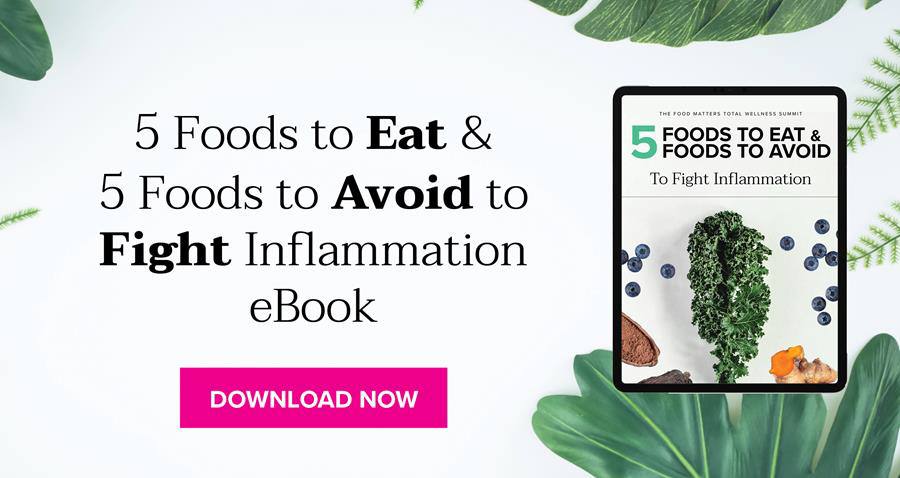 5 Foods to Eat &
5 Foods to Avoid to
Fight Inflammation
eBook
DOWNLOAD NOW
THE FOOD MATTERS TOTAL WELLNESS SUMMIT
5 FOODS TO EAT &
FOODS TO AVOID
To Fight Inflammation